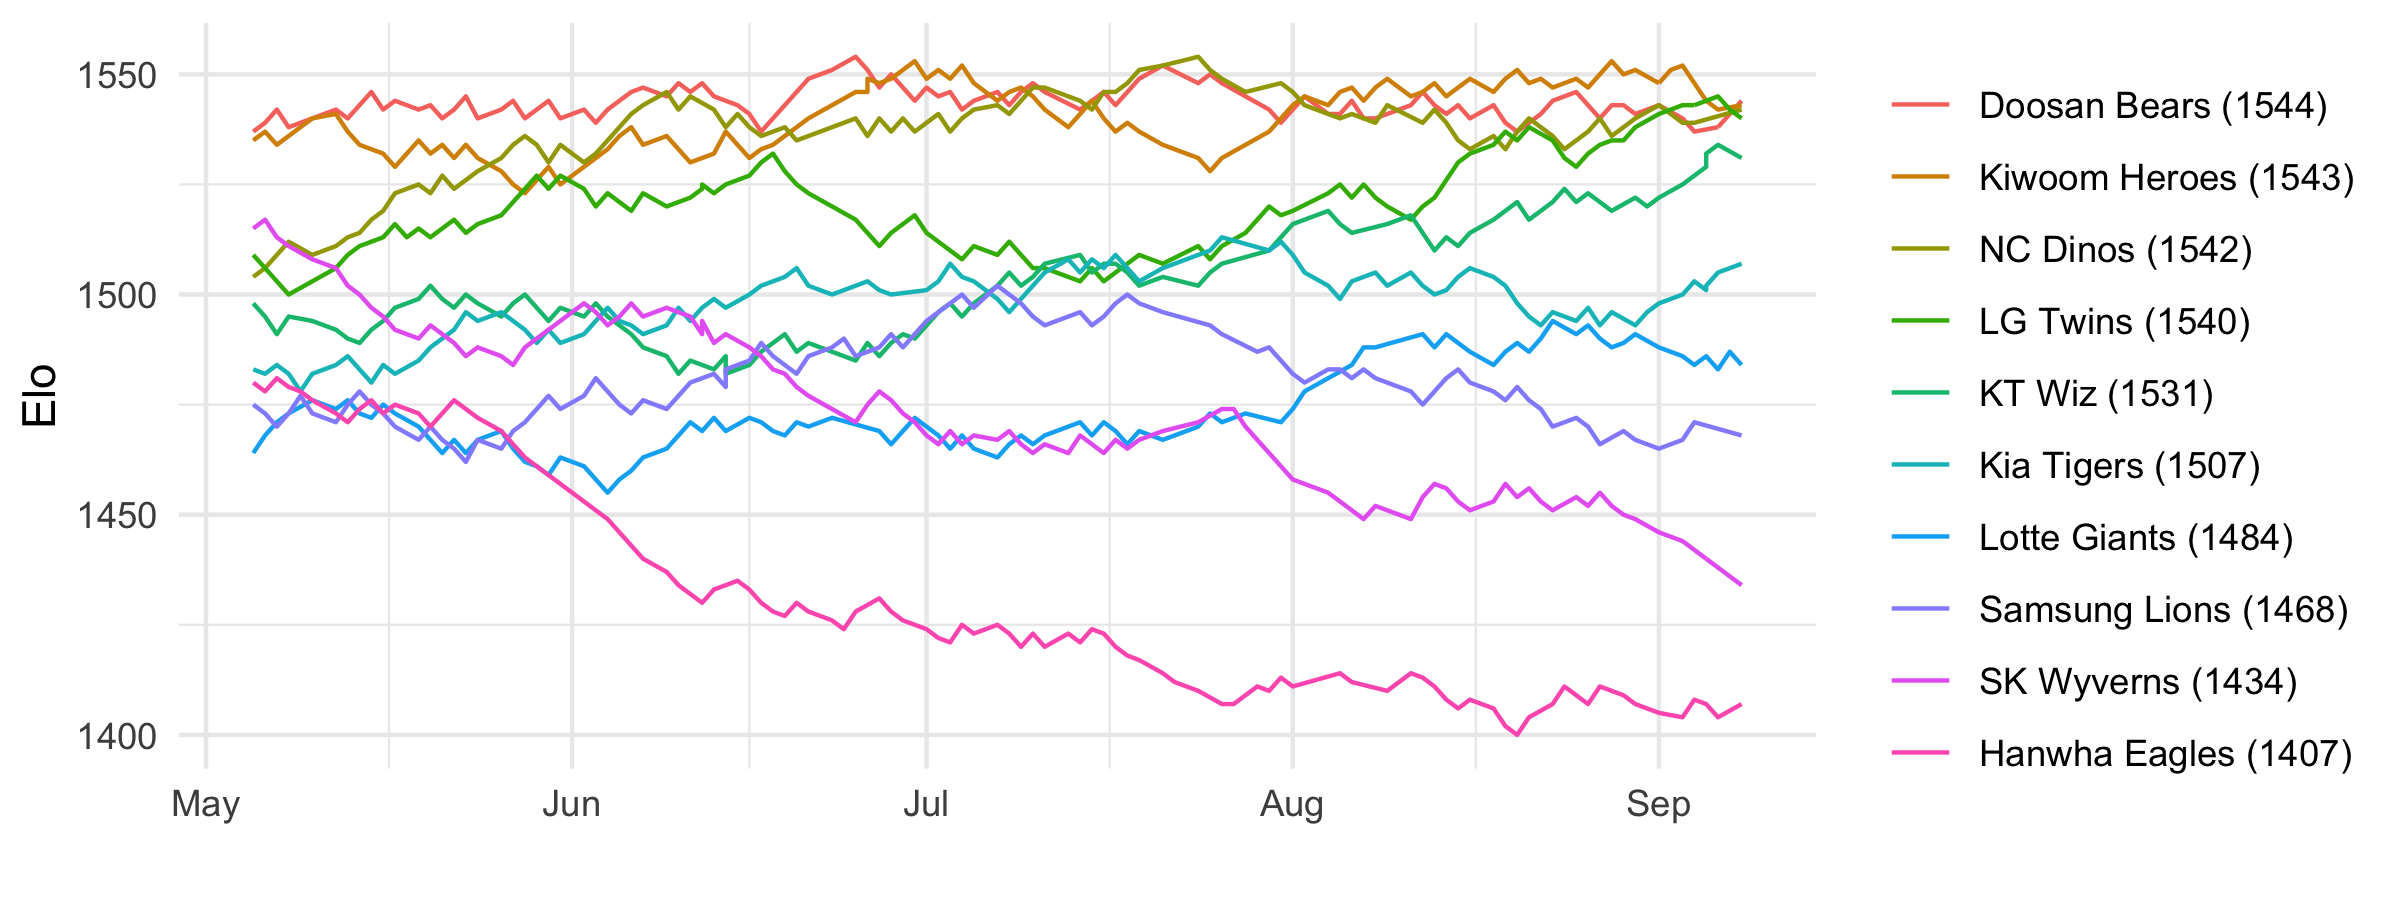 Elo
1550
1500
1450
1400
May Jun Jul Aug Sep
Doosan Bears (1544)
Kiwoom Heroes (1543)
NC Dinos (1542)
LG Twins (1540)
KT Wiz (1531)
Kia Tigers (1507)
Lotte Giants (1484)
Samsung Lions (1468)
SK Wyverns (1434)
Hanwha Eagles (1407)